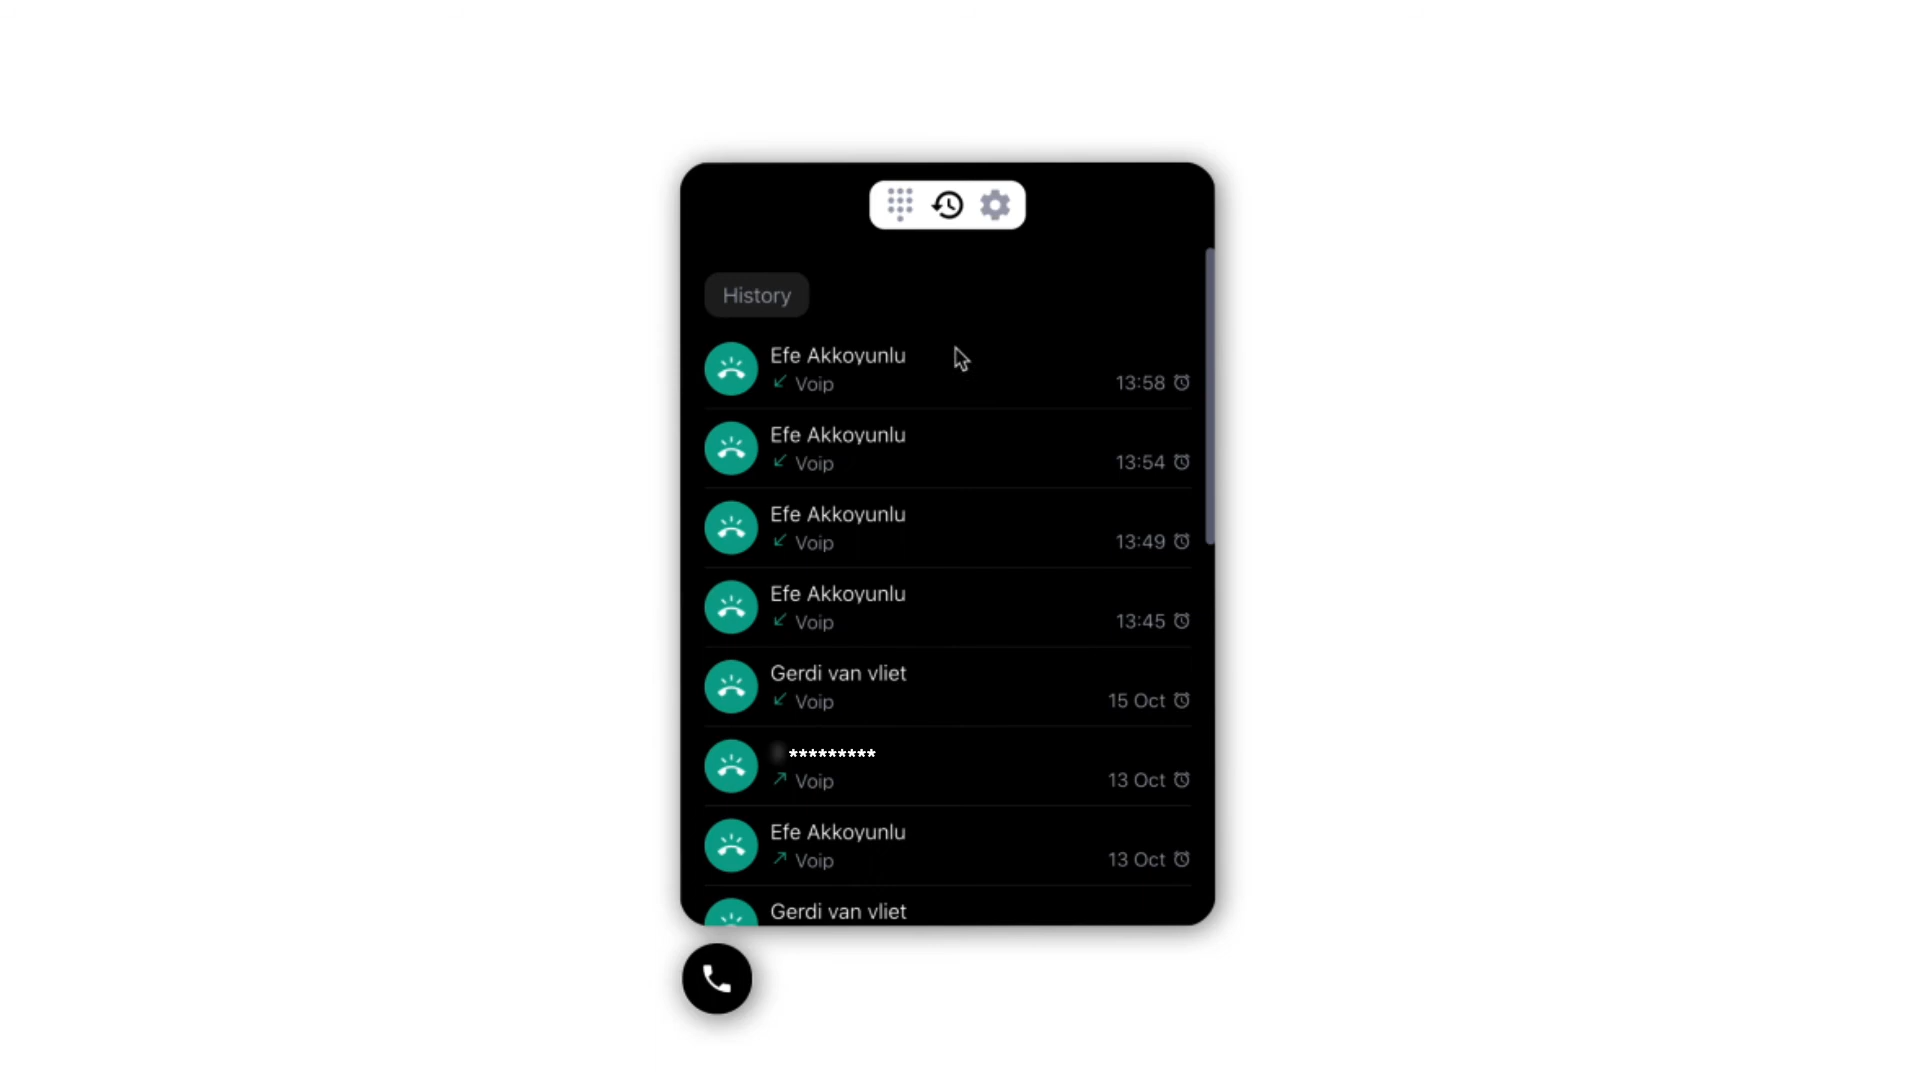 History
Efe Akkoyunlu
Voip 13:58
Efe Akkoyunlu
Voip 13:54
Efe Akkoyunlu
Voip 13:49
Efe Akkoyunlu
Voip 13:45
Gerdi van vliet
Voip 15 Oct
*********
Voip 13 Oct
Efe Akkoyunlu
Voip 13 Oct
Gerdi van vliet